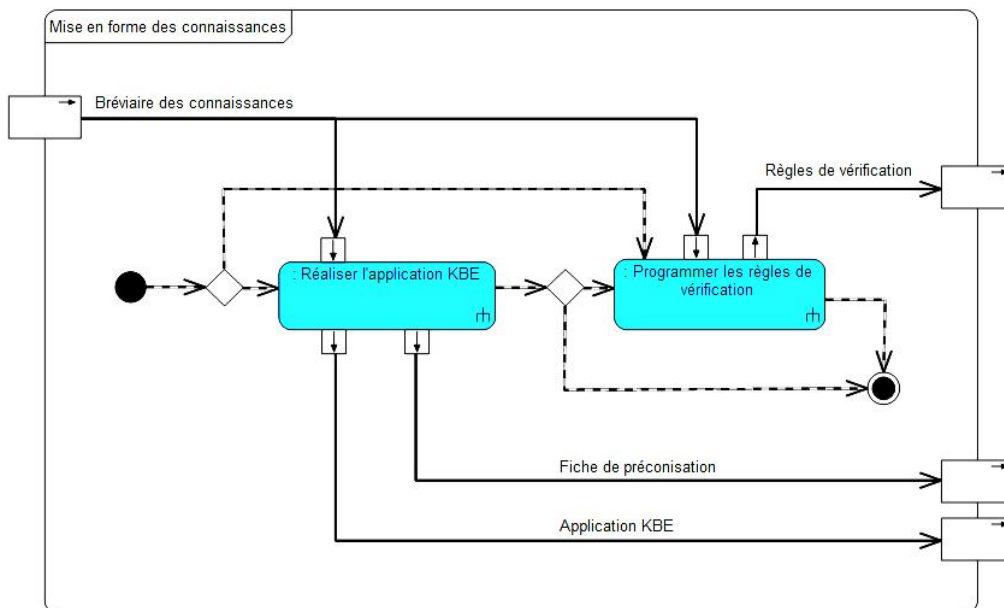 Mise en forme des connaissances
Bréviaire des connaissances
Règles de vérification
: Réaliser l'application KBE
: Programmer les règles de
vérification
Fiche de préconisation
Application KBE